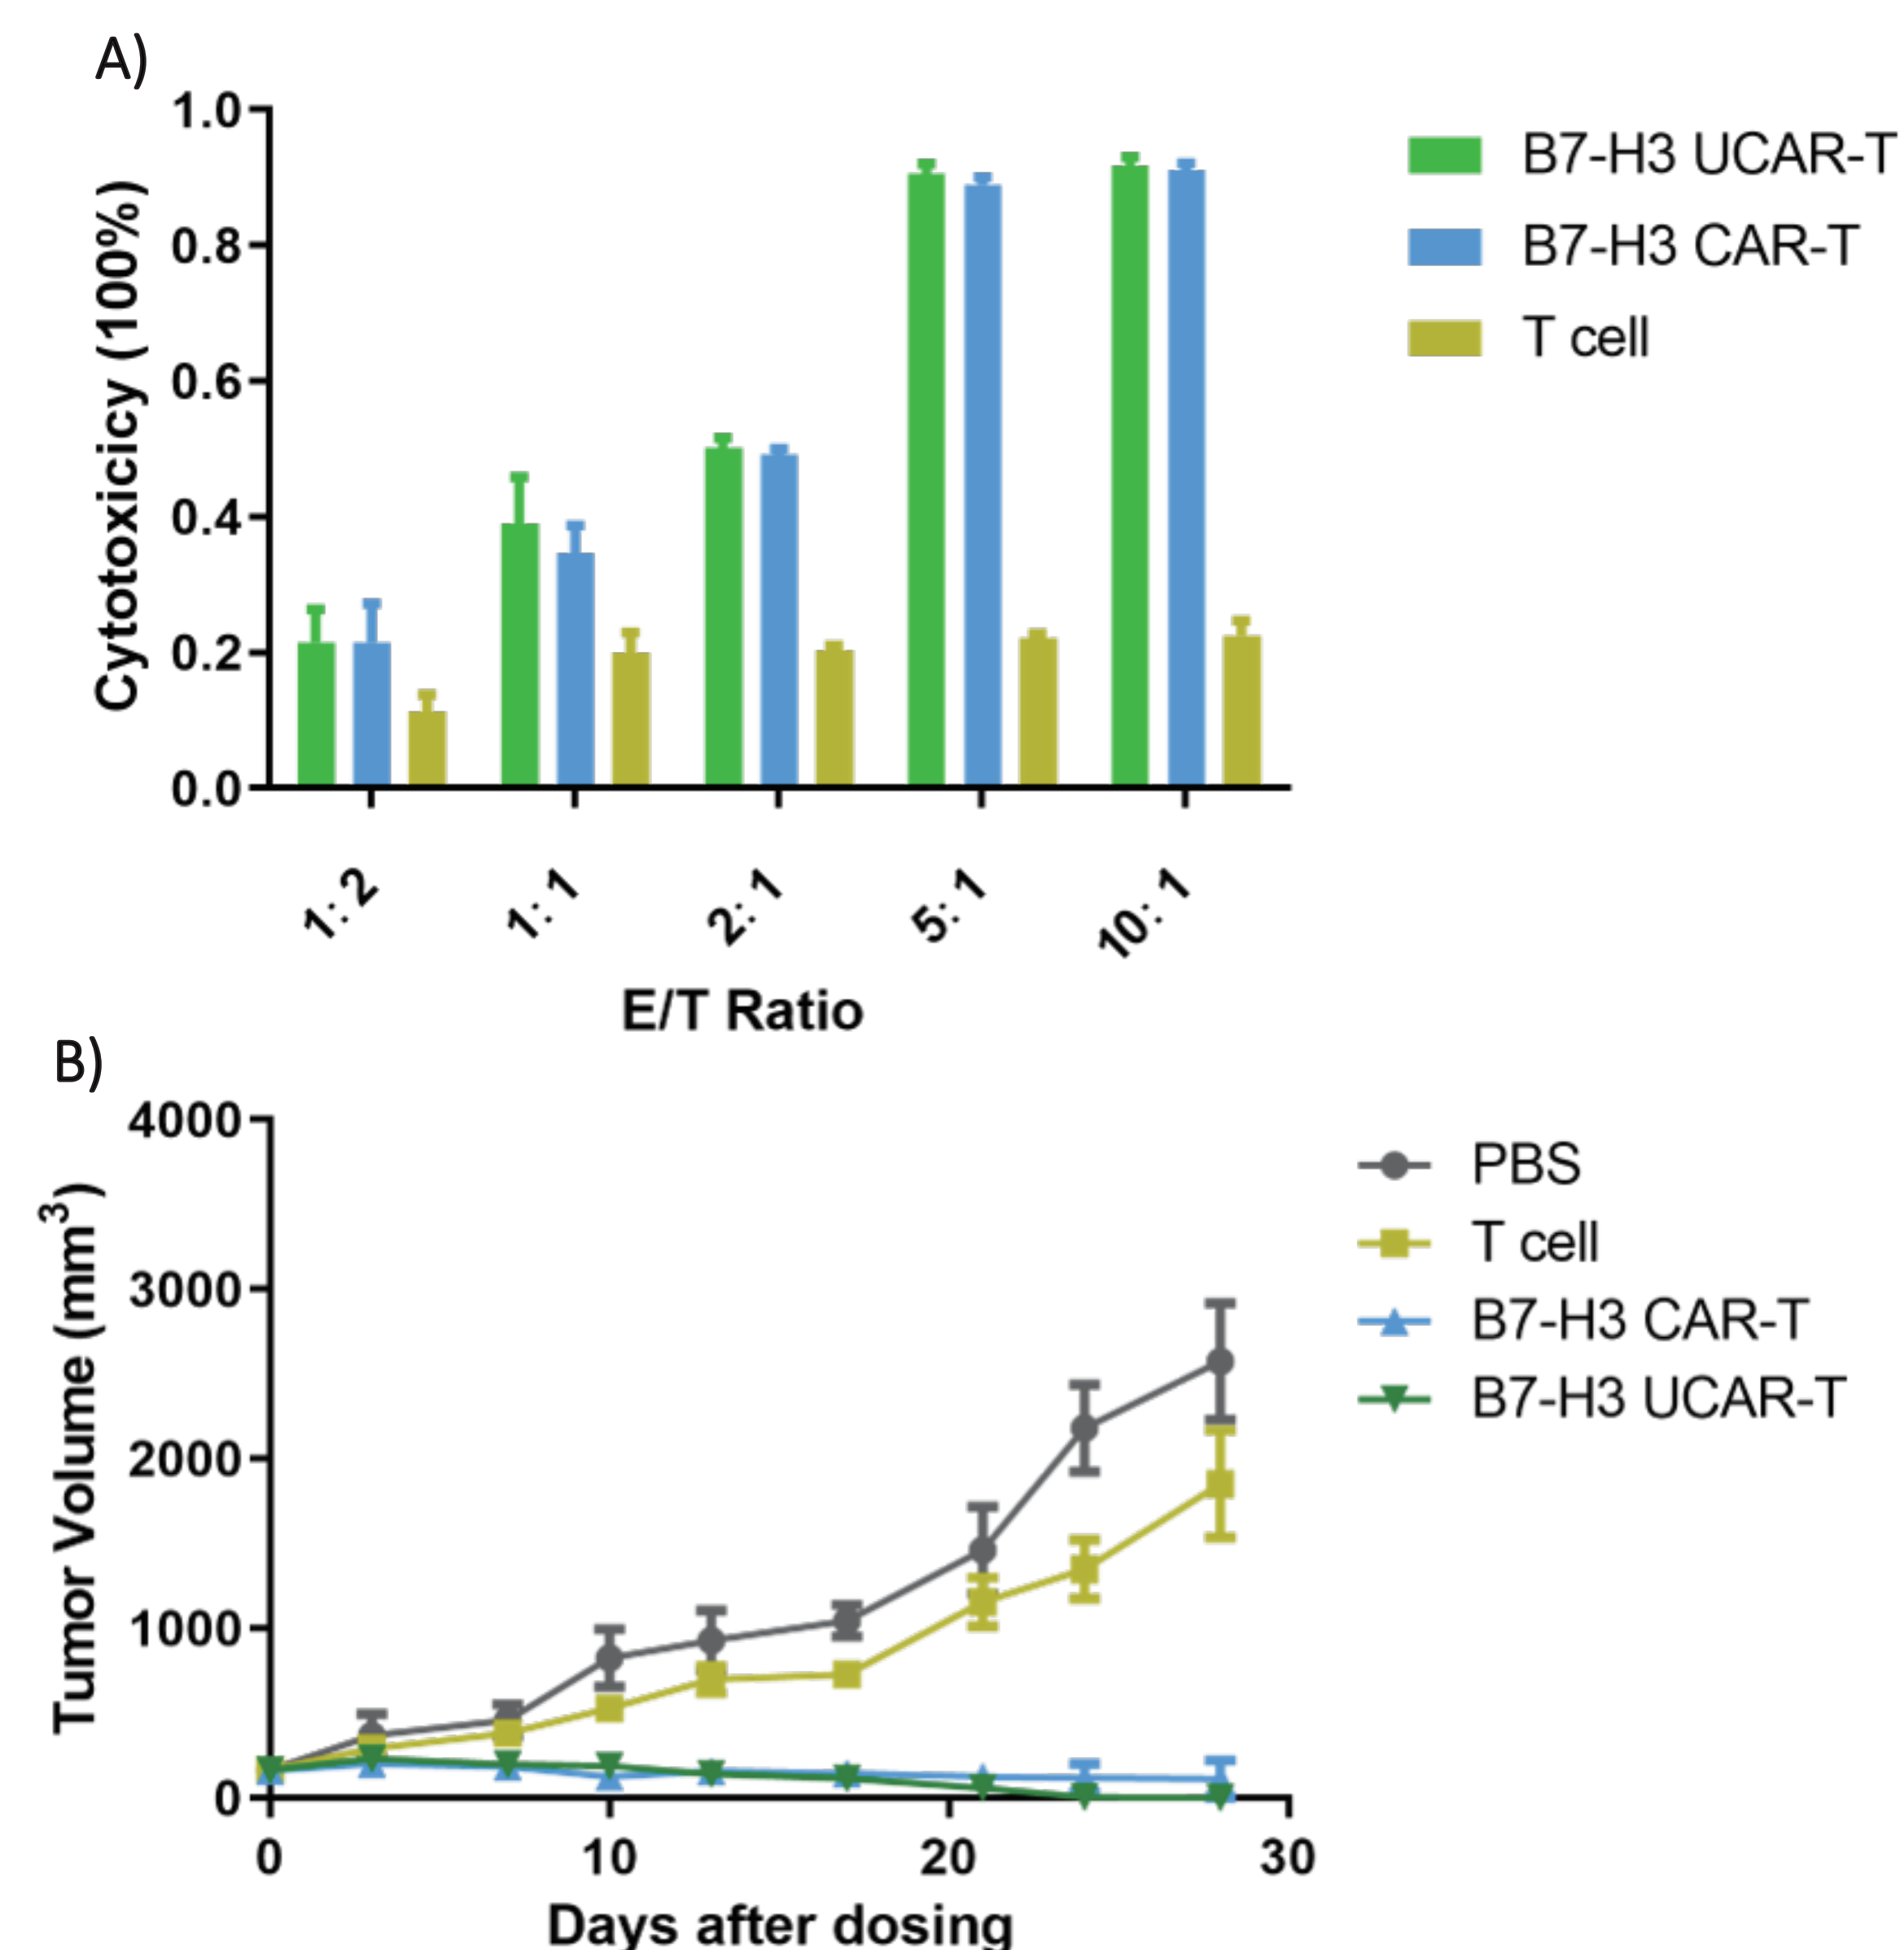 A)
1.0
0.8
0.6
0.4
0.2
0.0
Cytotoxicicy (100%)
1:2
1:1
2:1
5:1
10:1
E/T Ratio
B7-H3 UCAR-T
B7-H3 CAR-T
T cell
B)
4000
3000
2000
1000
0
Tumor Volume (mm³)
0 10 20 30
Days after dosing
PBS
T cell
B7-H3 CAR-T
B7-H3 UCAR-T